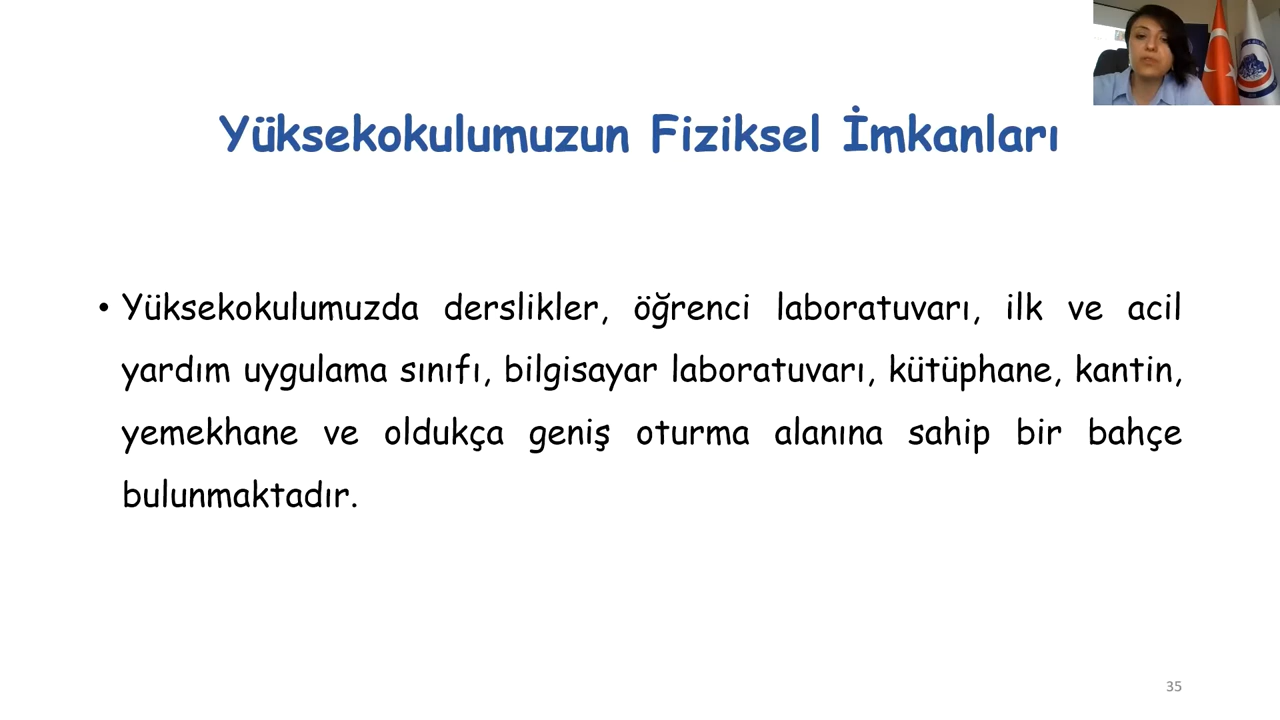 Yüksekokulumuzun Fiziksel İmkanları
• Yüksekokulumuzda derslikler, öğrenci laboratuvarı, ilk ve acil
yardım uygulama sınıfı, bilgisayar laboratuvarı, kütüphane, kantin,
yemekhane ve oldukça geniş oturma alanına sahip bir bahçe
bulunmaktadır.
35